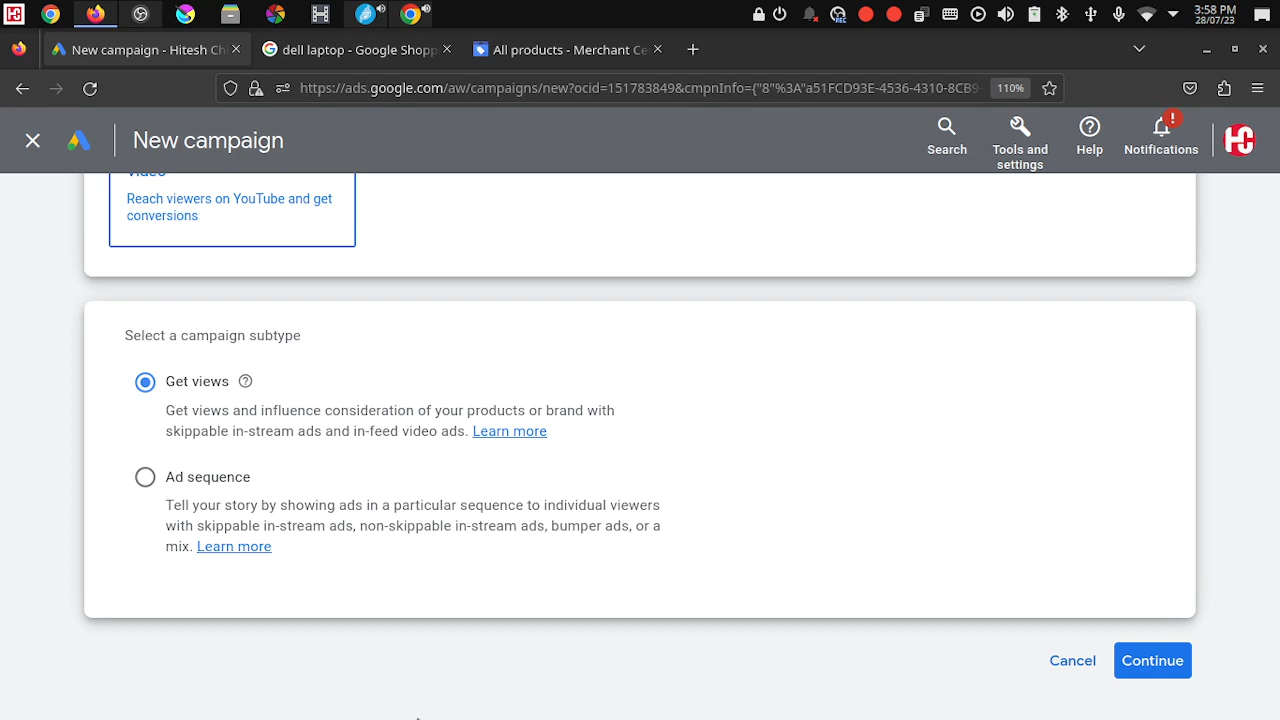 3:58 PM
28/07/23
REC
New campaign - Hitesh Ch
dell laptop - Google Shopp
All products - Merchant Ce
https://ads.google.com/aw/campaigns/new?ocid=151783849&cmpnInfo={"8"%3A"a51FCD93E-4536-4310-8CB9-
110%
New campaign
Search
Tools and
settings
Help
Notifications
Video
Reach viewers on YouTube and get
conversions
Select a campaign subtype
Get views
Get views and influence consideration of your products or brand with
skippable in-stream ads and in-feed video ads. Learn more
Ad sequence
Tell your story by showing ads in a particular sequence to individual viewers
with skippable in-stream ads, non-skippable in-stream ads, bumper ads, or a
mix. Learn more
Cancel
Continue